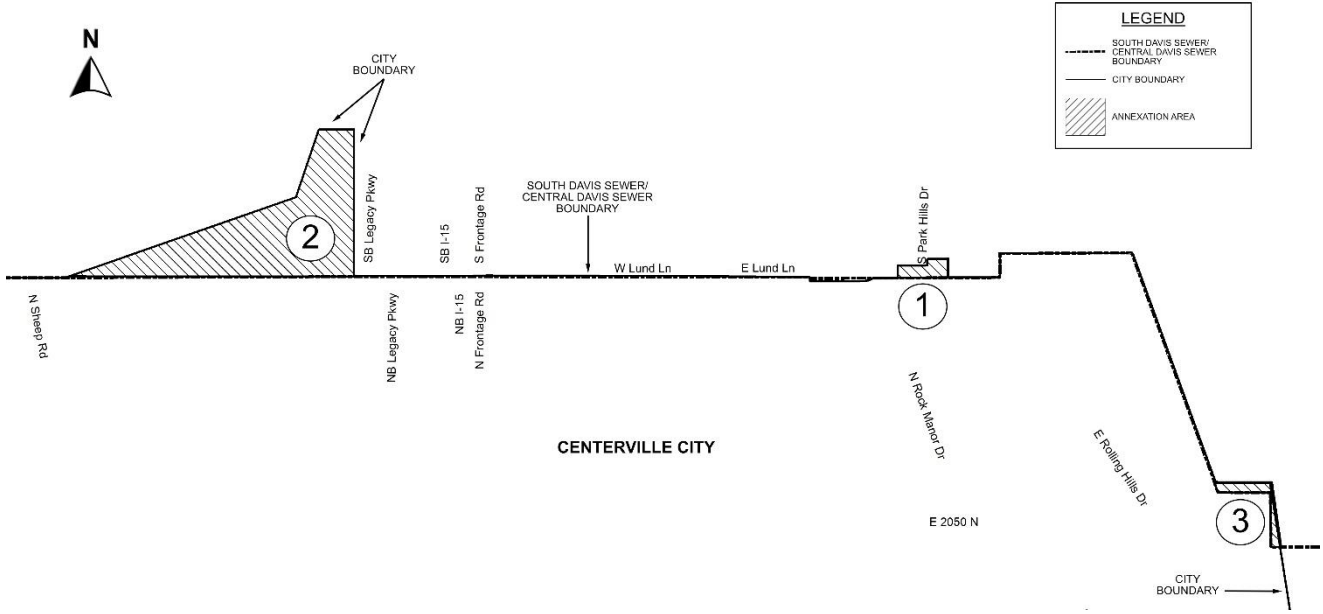 LEGEND
SOUTH DAVIS SEWER/
CENTRAL DAVIS SEWER
BOUNDARY
CITY BOUNDARY
ANNEXATION AREA
N
CITY
BOUNDARY
2
SB Legacy Pkwy
SB I-15
S Frontage Rd
SOUTH DAVIS SEWER/
CENTRAL DAVIS SEWER
BOUNDARY
W Lund Ln
E Lund Ln
S Park Hills Dr
1
N Sheep Rd
NB Legacy Pkwy
NB I-15
N Frontage Rd
N Rock Manor Dr
CENTERVILLE CITY
E Rolling Hills Dr
E 2050 N
3
CITY
BOUNDARY